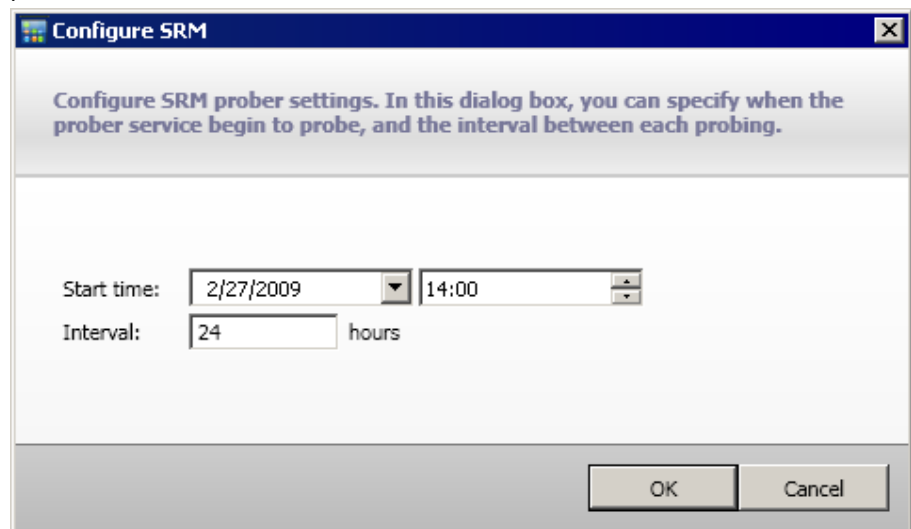 Configure SRM
Configure SRM prober settings. In this dialog box, you can specify when the
prober service begin to probe, and the interval between each probing.
Start time: 2/27/2009 14:00
Interval: 24 hours
OK Cancel